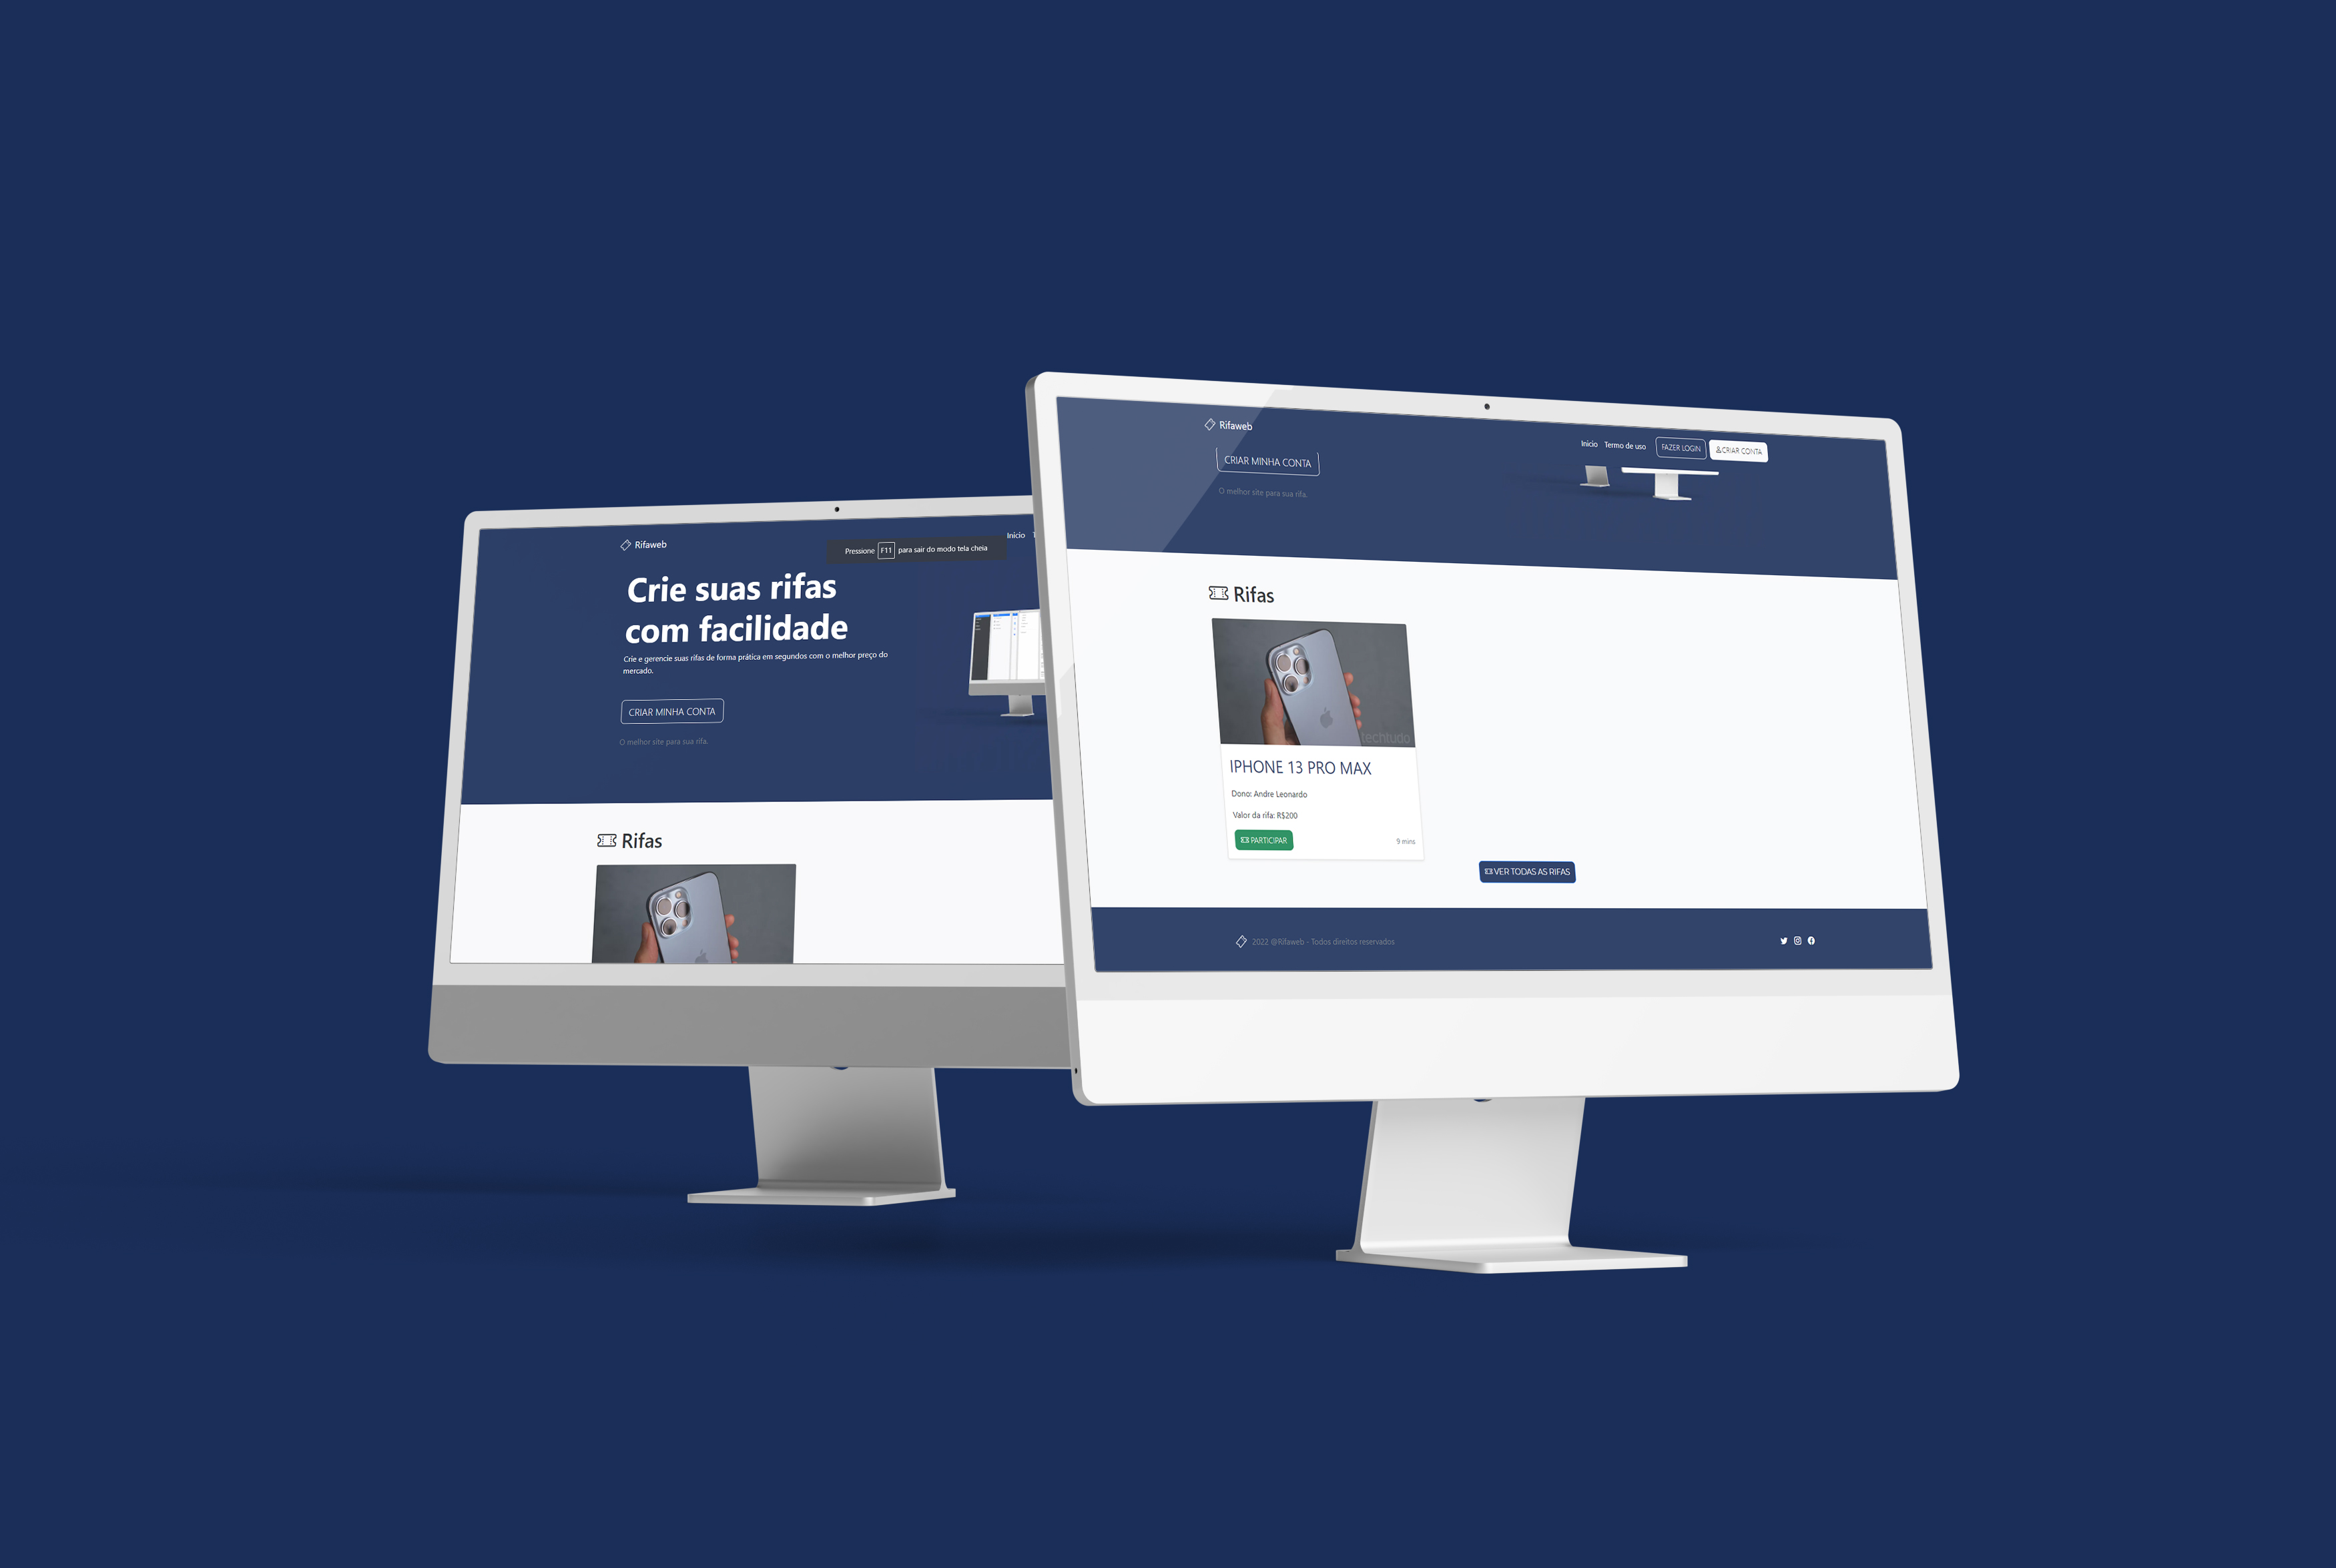 Rifaweb
Inicio
Pressione F11 para sair do modo tela cheia
Crie suas rifas
com facilidade
Crie e gerencie suas rifas de forma prática em segundos com o melhor preço do
mercado.
CRIAR MINHA CONTA
O melhor site para sua rifa.
Rifas
Rifaweb
Inicio Termo de uso FAZER LOGIN CRIAR CONTA
CRIAR MINHA CONTA
O melhor site para sua rifa.
Rifas
techtudo
IPHONE 13 PRO MAX
Dono: Andre Leonardo
Valor da rifa: R$200
PARTICIPAR
9 mins
VER TODAS AS RIFAS
2022 @Rifaweb - Todos direitos reservados